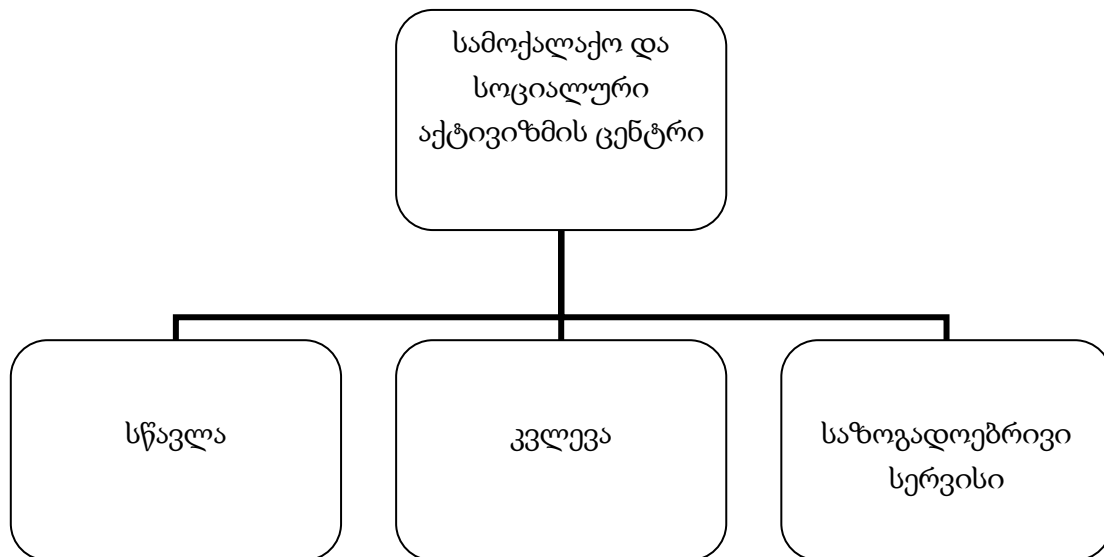 სამოქალაქო და
სოციალური
აქტივიზმის ცენტრი
სწავლა
კვლევა
საზოგადოებრივი
სერვისი